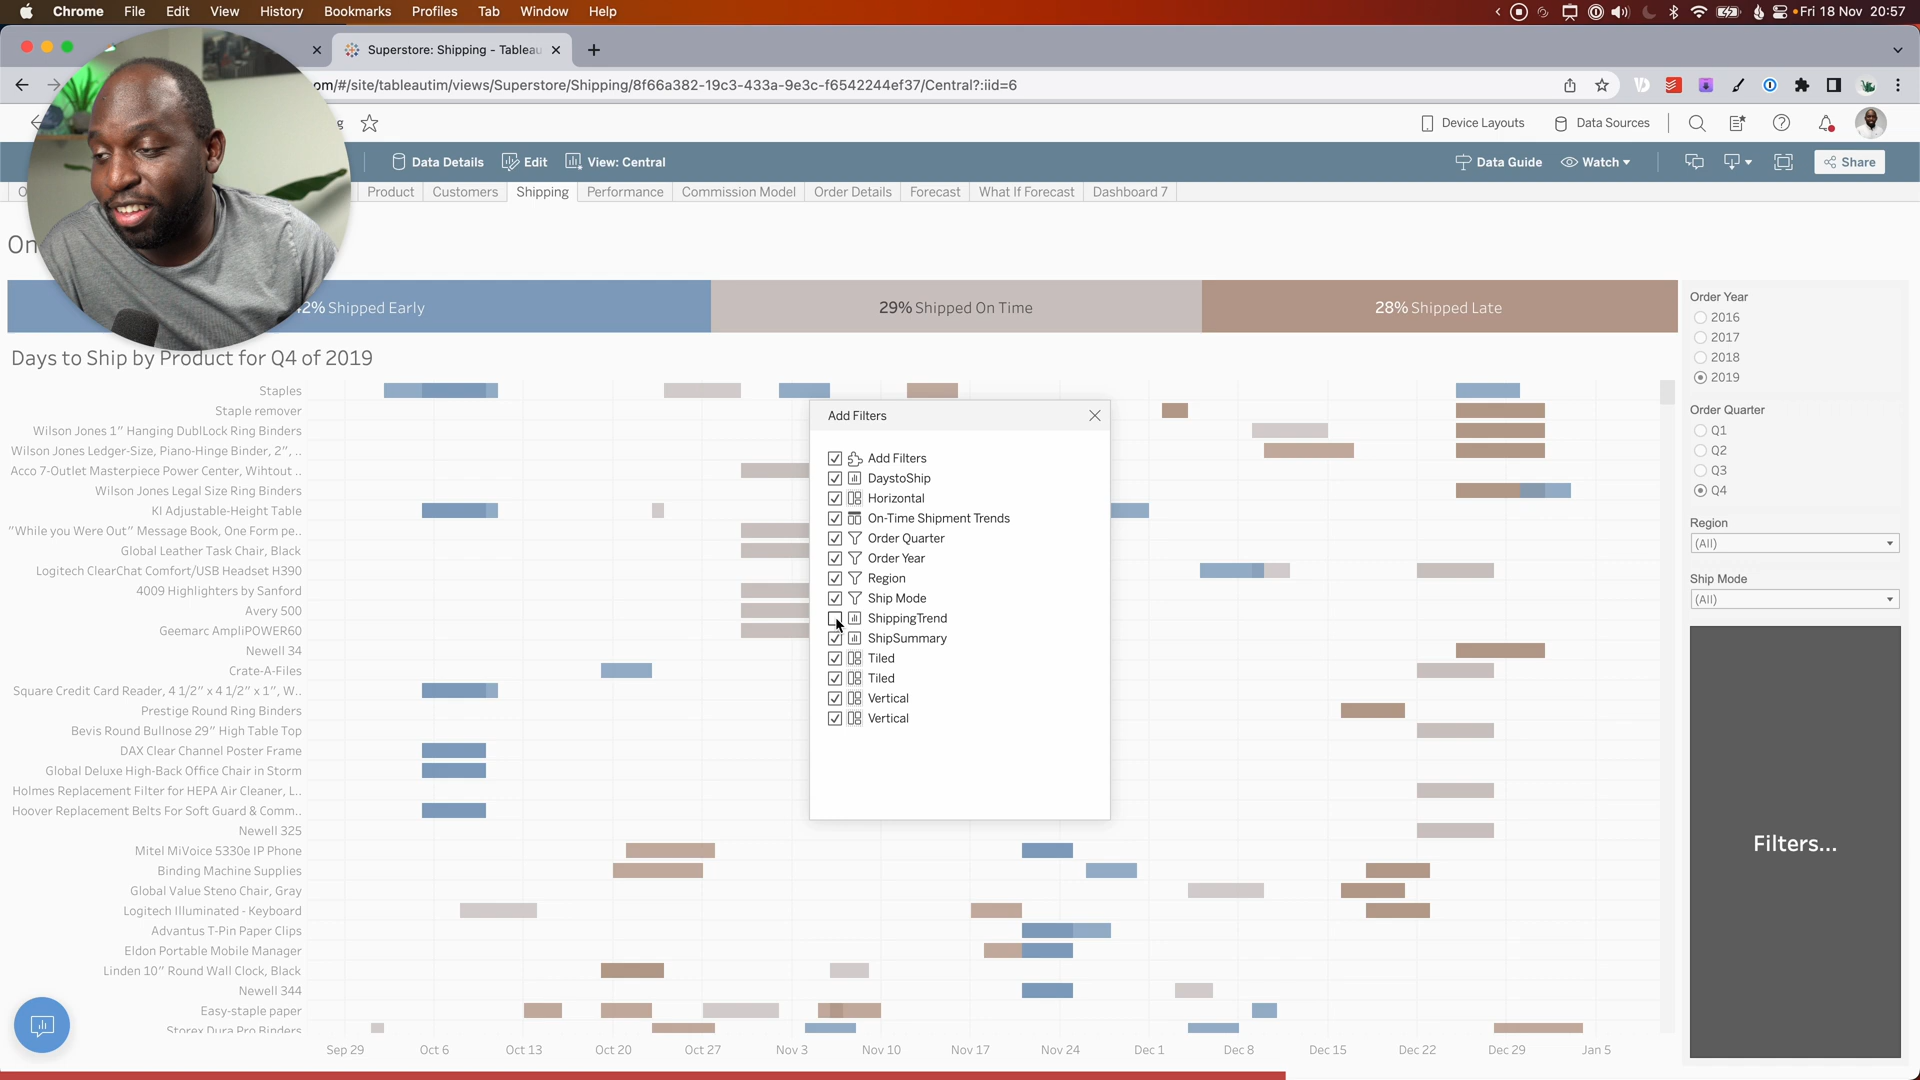 Chrome File Edit View History Bookmarks Profiles Tab Window Help Fri 18 Nov 20:57
Superstore: Shipping - Tableau
om/#/site/tableautim/views/Superstore/Shipping/8f66a382-19c3-433a-9e3c-f6542244ef37/Central?:iid=6
g Device Layouts Data Sources
Data Details Edit View: Central Data Guide Watch Share
O Product Customers Shipping Performance Commission Model Order Details Forecast What If Forecast Dashboard 7
On
2% Shipped Early 29% Shipped On Time 28% Shipped Late
Days to Ship by Product for Q4 of 2019
Staples
Staple remover
Wilson Jones 1” Hanging DublLock Ring Binders
Wilson Jones Ledger-Size, Piano-Hinge Binder, 2”, ..
Acco 7-Outlet Masterpiece Power Center, Wihtout ..
Wilson Jones Legal Size Ring Binders
KI Adjustable-Height Table
“While you Were Out” Message Book, One Form pe..
Global Leather Task Chair, Black
Logitech ClearChat Comfort/USB Headset H390
4009 Highlighters by Sanford
Avery 500
Geemarc AmpliPOWER60
Newell 34
Crate-A-Files
Square Credit Card Reader, 4 1/2” x 4 1/2” x 1”, W..
Prestige Round Ring Binders
Bevis Round Bullnose 29” High Table Top
DAX Clear Channel Poster Frame
Global Deluxe High-Back Office Chair in Storm
Holmes Replacement Filter for HEPA Air Cleaner, L..
Hoover Replacement Belts For Soft Guard & Comm..
Newell 325
Mitel MiVoice 5330e IP Phone
Binding Machine Supplies
Global Value Steno Chair, Gray
Logitech Illuminated - Keyboard
Advantus T-Pin Paper Clips
Eldon Portable Mobile Manager
Linden 10” Round Wall Clock, Black
Newell 344
Easy-staple paper
Storex Dura Pro Binders
Sep 29 Oct 6 Oct 13 Oct 20 Oct 27 Nov 3 Nov 10 Nov 17 Nov 24 Dec 1 Dec 8 Dec 15 Dec 22 Dec 29 Jan 5
Add Filters
Add Filters
DaystoShip
Horizontal
On-Time Shipment Trends
Order Quarter
Order Year
Region
Ship Mode
ShippingTrend
ShipSummary
Tiled
Tiled
Vertical
Vertical
Order Year
2016
2017
2018
2019
Order Quarter
Q1
Q2
Q3
Q4
Region
(All)
Ship Mode
(All)
Filters...